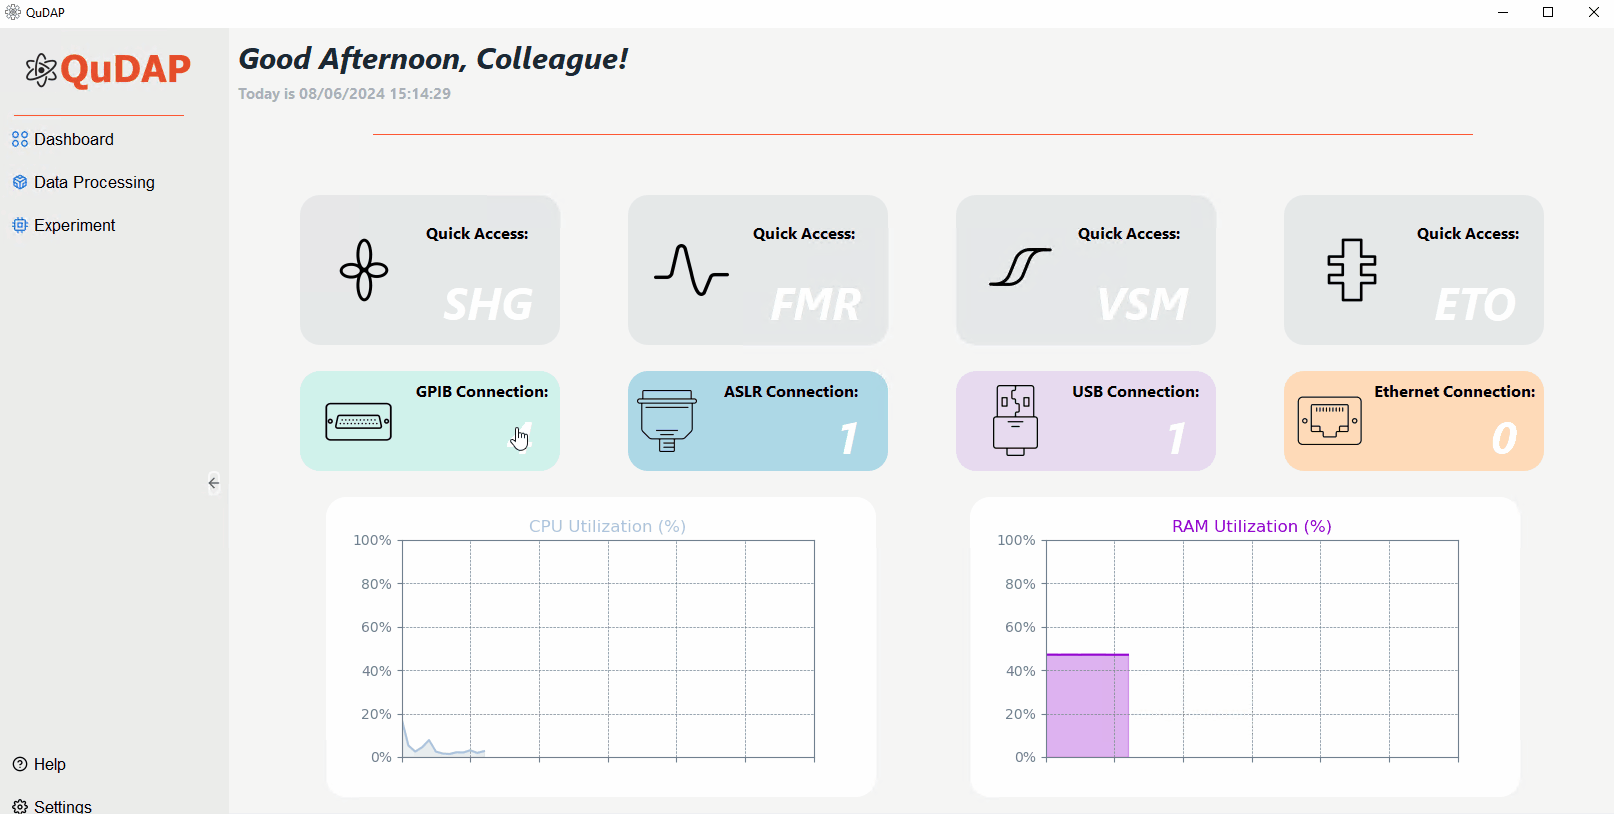 QuDAP
QuDAP
Good Afternoon, Colleague!
Today is 08/06/2024 15:14:29
Dashboard
Data Processing
Experiment
Quick Access:
SHG
Quick Access:
FMR
Quick Access:
VSM
Quick Access:
ETO
GPIB Connection:
ASLR Connection:
1
USB Connection:
1
Ethernet Connection:
0
CPU Utilization (%)
100%
80%
60%
40%
20%
0%
RAM Utilization (%)
100%
80%
60%
40%
20%
0%
Help
Settings